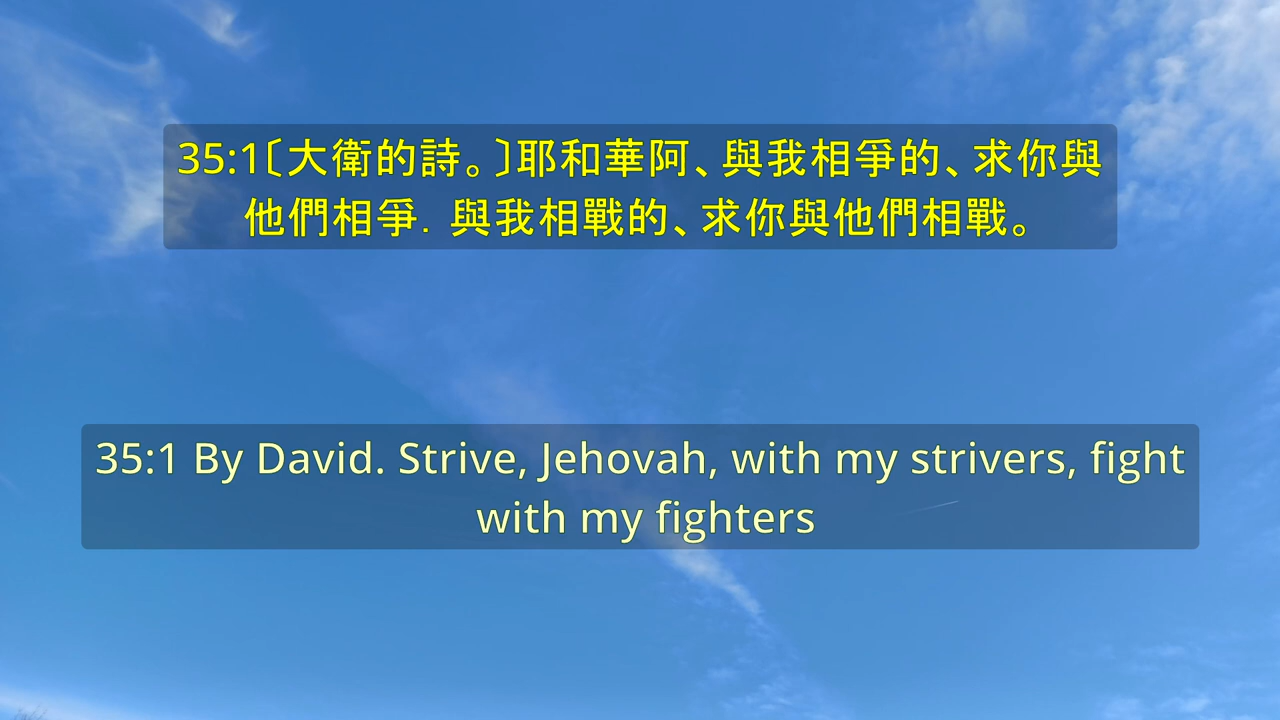 35:1〔大衛的詩。〕耶和華阿、與我相爭的、求你與
他們相爭．與我相戰的、求你與他們相戰。
35:1 By David. Strive, Jehovah, with my strivers, fight
with my fighters